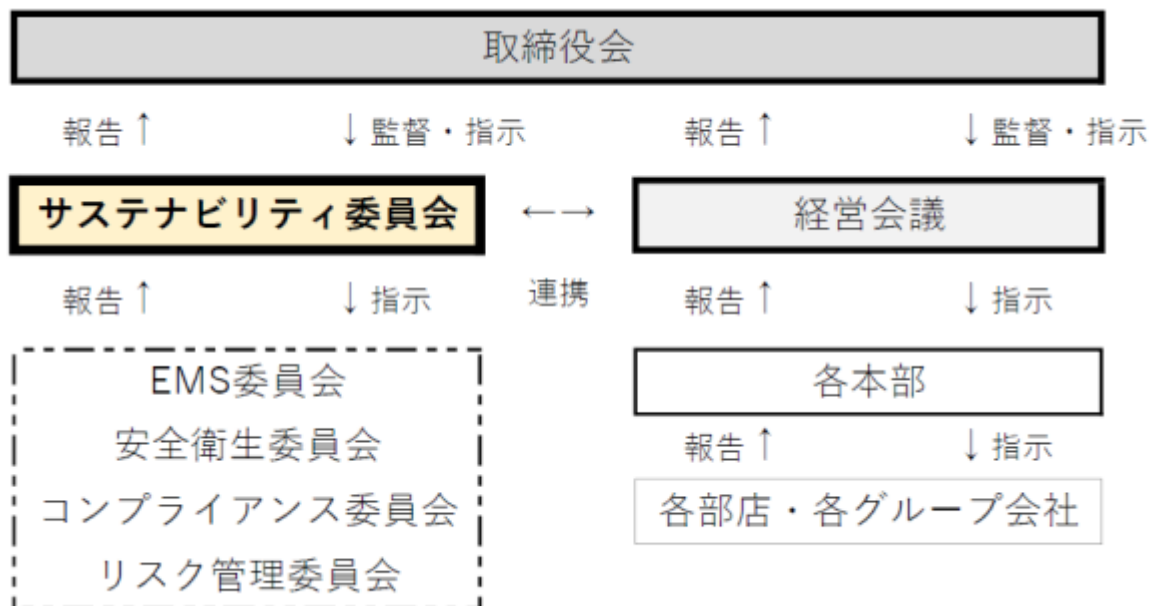 取締役会
報告↑ ↓監督・指示 報告↑ ↓監督・指示
サステナビリティ委員会 ←→ 経営会議
報告↑ ↓指示 連携 報告↑ ↓指示
EMS委員会 各本部
安全衛生委員会 報告↑ ↓指示
コンプライアンス委員会 各部店・各グループ会社
リスク管理委員会